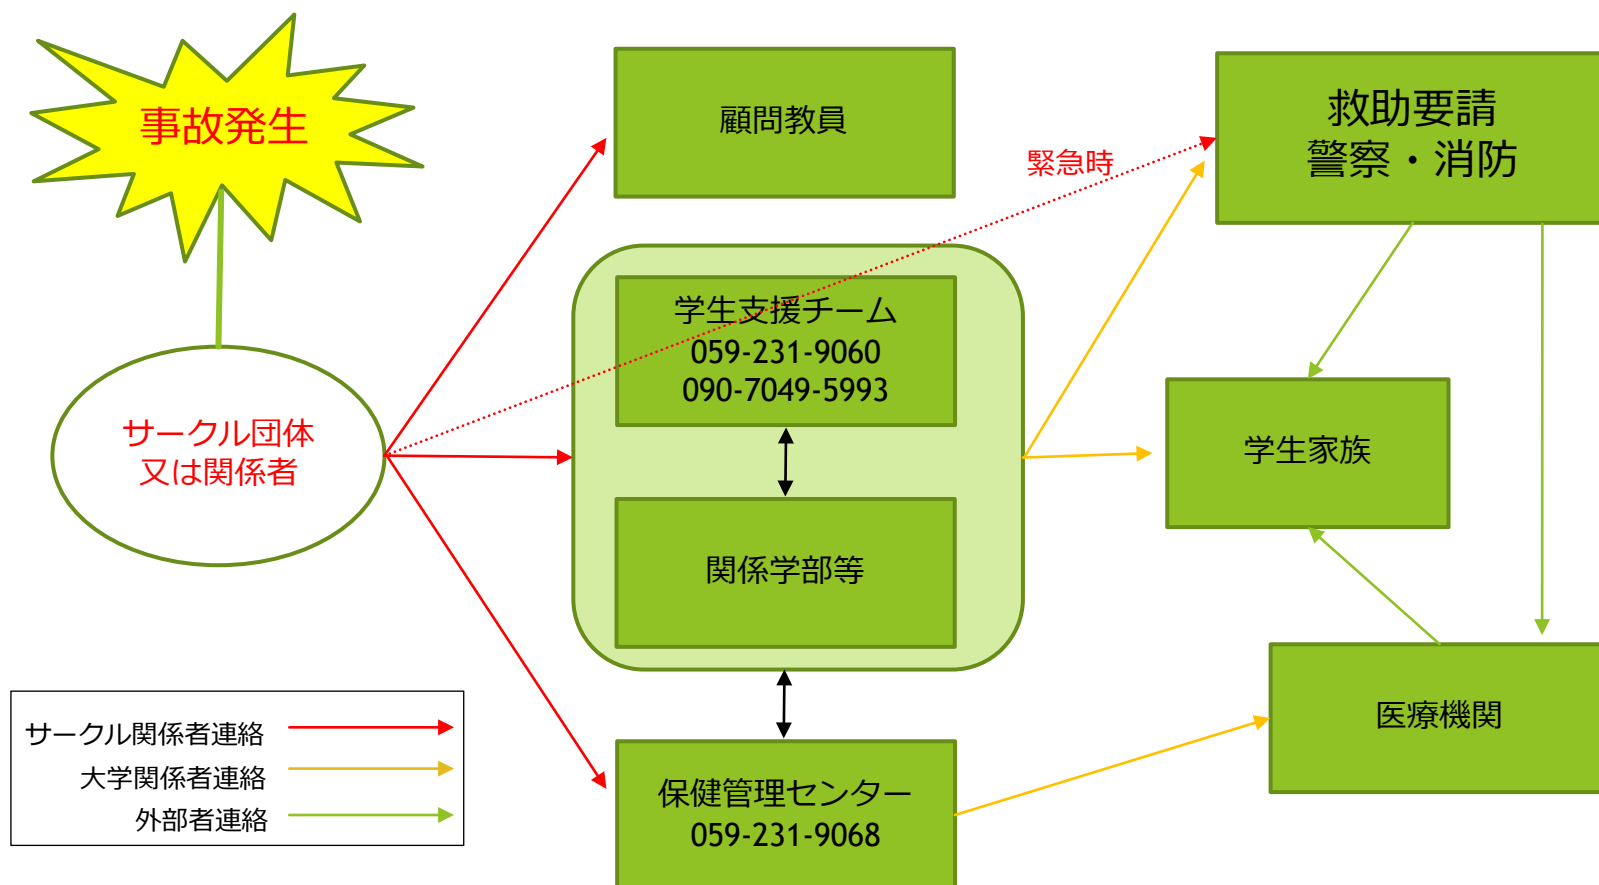 事故発生
顧問教員
救助要請
警察・消防
緊急時
学生支援チーム
059-231-9060
090-7049-5993
サークル団体
又は関係者
学生家族
関係学部等
医療機関
サークル関係者連絡
大学関係者連絡
外部者連絡
保健管理センター
059-231-9068